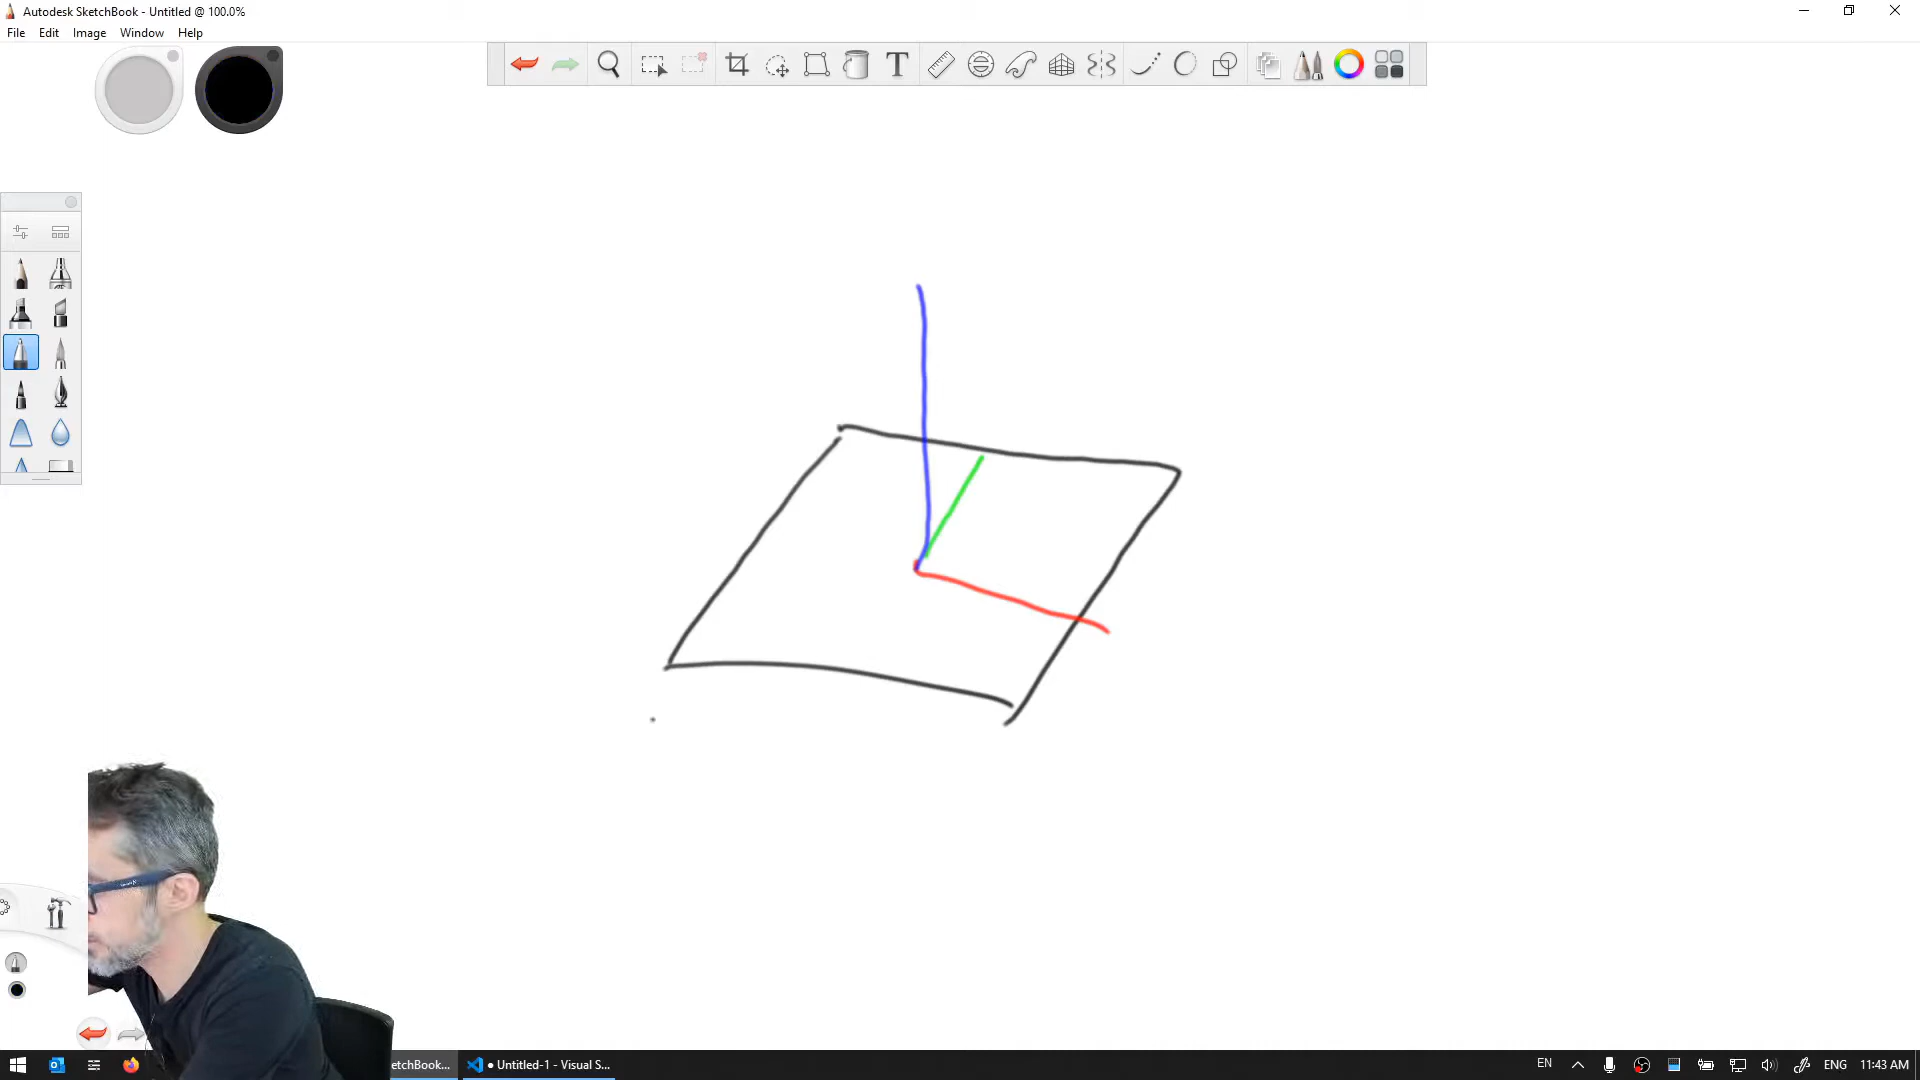 Autodesk SketchBook - Untitled @ 100.0%
File Edit Image Window Help
T
etchBook...
● Untitled-1 - Visual S...
EN
ENG
11:43 AM